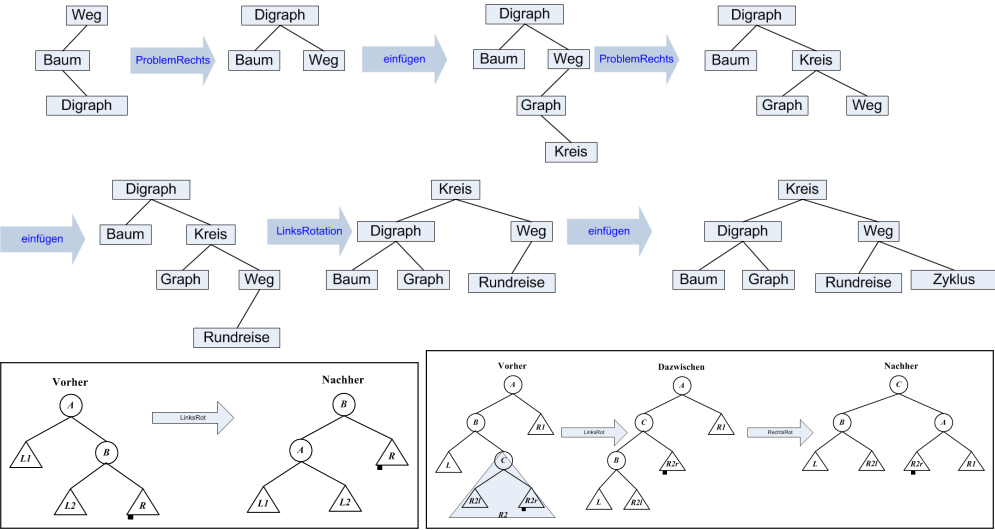 Weg
Baum
Digraph
ProblemRechts
Digraph
Baum Weg
einfügen
Digraph
Baum Weg
Graph
Kreis
ProblemRechts
Digraph
Baum Kreis
Graph Weg
einfügen
Digraph
Baum Kreis
Graph Weg
Rundreise
LinksRotation
Kreis
Digraph Weg
Baum Graph Rundreise
einfügen
Kreis
Digraph Weg
Baum Graph Rundreise Zyklus
Vorher
A
L1 B
L2 R
LinksRot
Nachher
B
A R
L1 L2
Vorher
A
B R1
L C
R2l R2r
R2
LinksRot
Dazwischen
A
C R1
B R2r
L R2l
RechtsRot
Nachher
C
B A
L R2l R2r R1